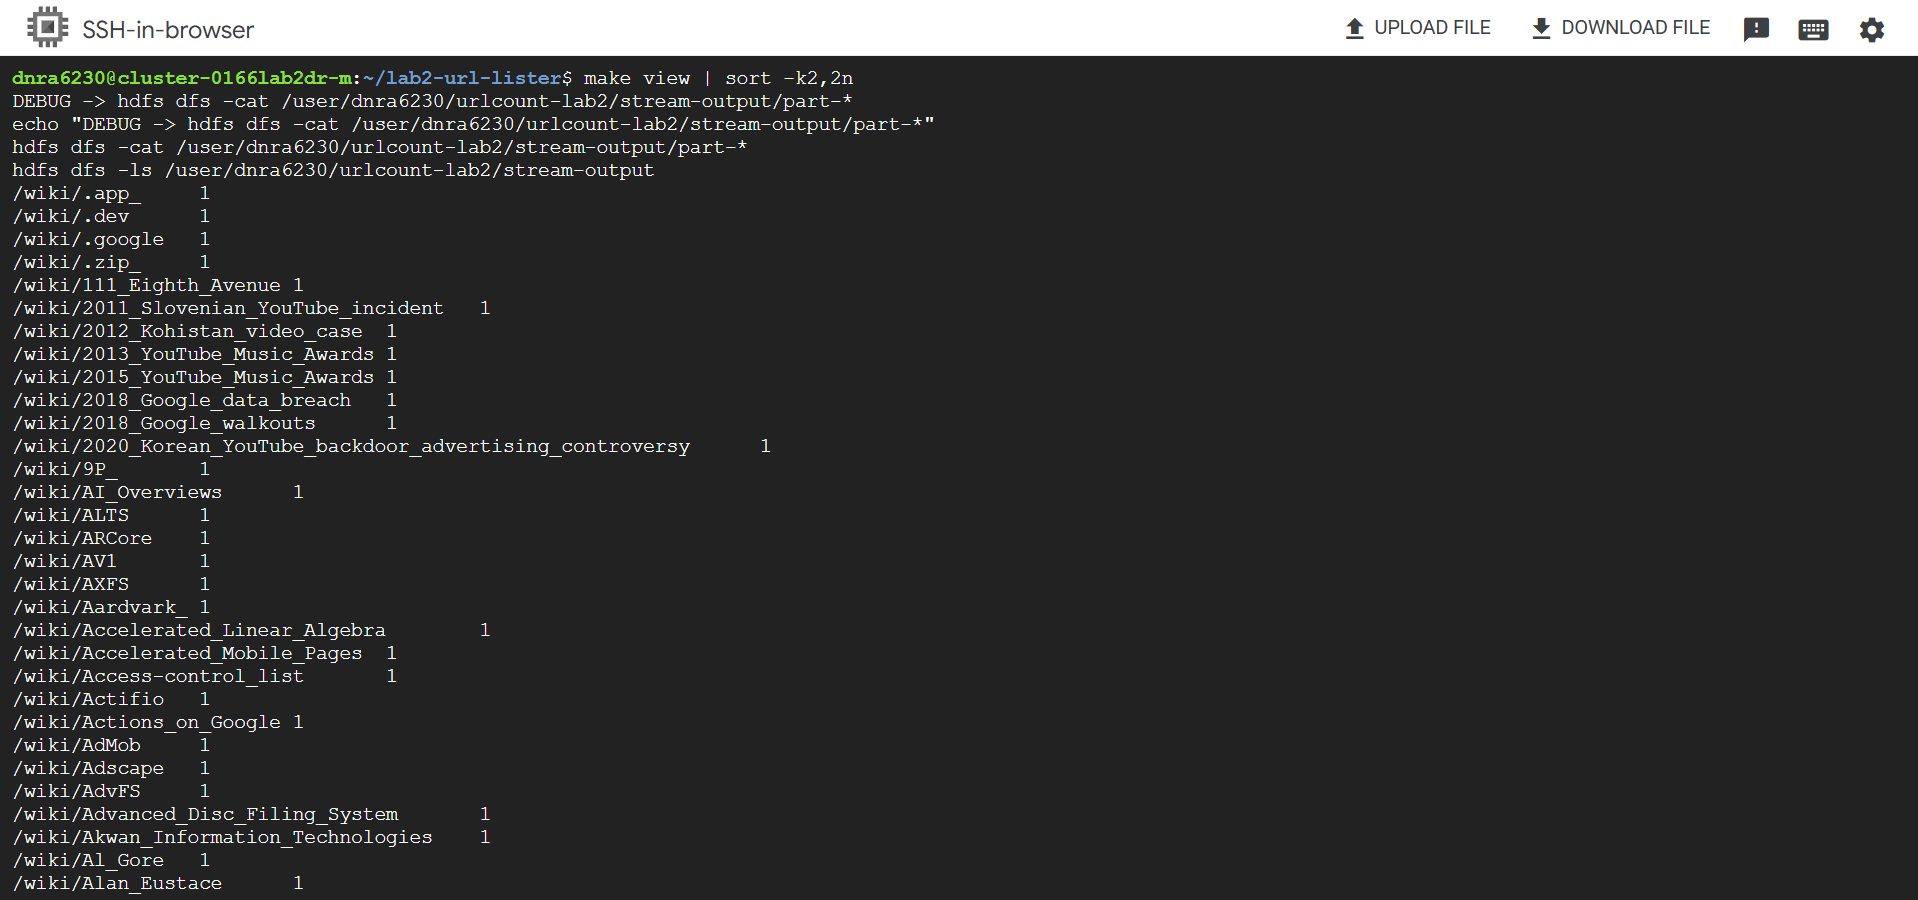 SSH-in-browser
UPLOAD FILE
DOWNLOAD FILE
dnra6230@cluster-0166lab2dr-m:~/lab2-url-lister$ make view | sort -k2,2n
DEBUG -> hdfs dfs -cat /user/dnra6230/urlcount-lab2/stream-output/part-*
echo "DEBUG -> hdfs dfs -cat /user/dnra6230/urlcount-lab2/stream-output/part-*"
hdfs dfs -cat /user/dnra6230/urlcount-lab2/stream-output/part-*
hdfs dfs -ls /user/dnra6230/urlcount-lab2/stream-output
/wiki/.app_ 1
/wiki/.dev 1
/wiki/.google 1
/wiki/.zip_ 1
/wiki/111_Eighth_Avenue 1
/wiki/2011_Slovenian_YouTube_incident 1
/wiki/2012_Kohistan_video_case 1
/wiki/2013_YouTube_Music_Awards 1
/wiki/2015_YouTube_Music_Awards 1
/wiki/2018_Google_data_breach 1
/wiki/2018_Google_walkouts 1
/wiki/2020_Korean_YouTube_backdoor_advertising_controversy 1
/wiki/9P_ 1
/wiki/AI_Overviews 1
/wiki/ALTS 1
/wiki/ARCore 1
/wiki/AV1 1
/wiki/AXFS 1
/wiki/Aardvark_ 1
/wiki/Accelerated_Linear_Algebra 1
/wiki/Accelerated_Mobile_Pages 1
/wiki/Access-control_list 1
/wiki/Actifio 1
/wiki/Actions_on_Google 1
/wiki/AdMob 1
/wiki/Adscape 1
/wiki/AdvFS 1
/wiki/Advanced_Disc_Filing_System 1
/wiki/Akwan_Information_Technologies 1
/wiki/Al_Gore 1
/wiki/Alan_Eustace 1